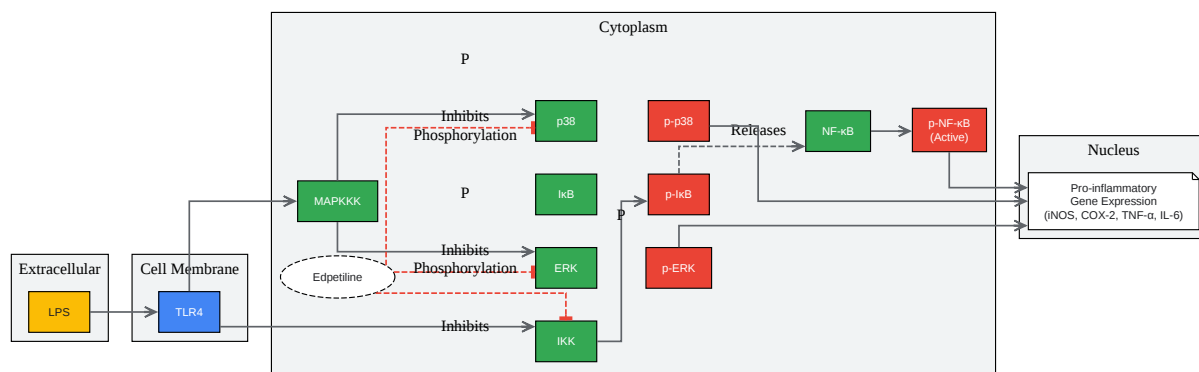 Cytoplasm
P
Inhibits
Phosphorylation
p38
p-p38
Releases
NF-κB
p-NF-κB
(Active)
Nucleus
Pro-inflammatory
Gene Expression
(iNOS, COX-2, TNF-α, IL-6)
MAPKKK
P
IκB
p-IκB
P
Inhibits
Phosphorylation
ERK
p-ERK
Extracellular
LPS
Cell Membrane
TLR4
Edpetiline
Inhibits
IKK